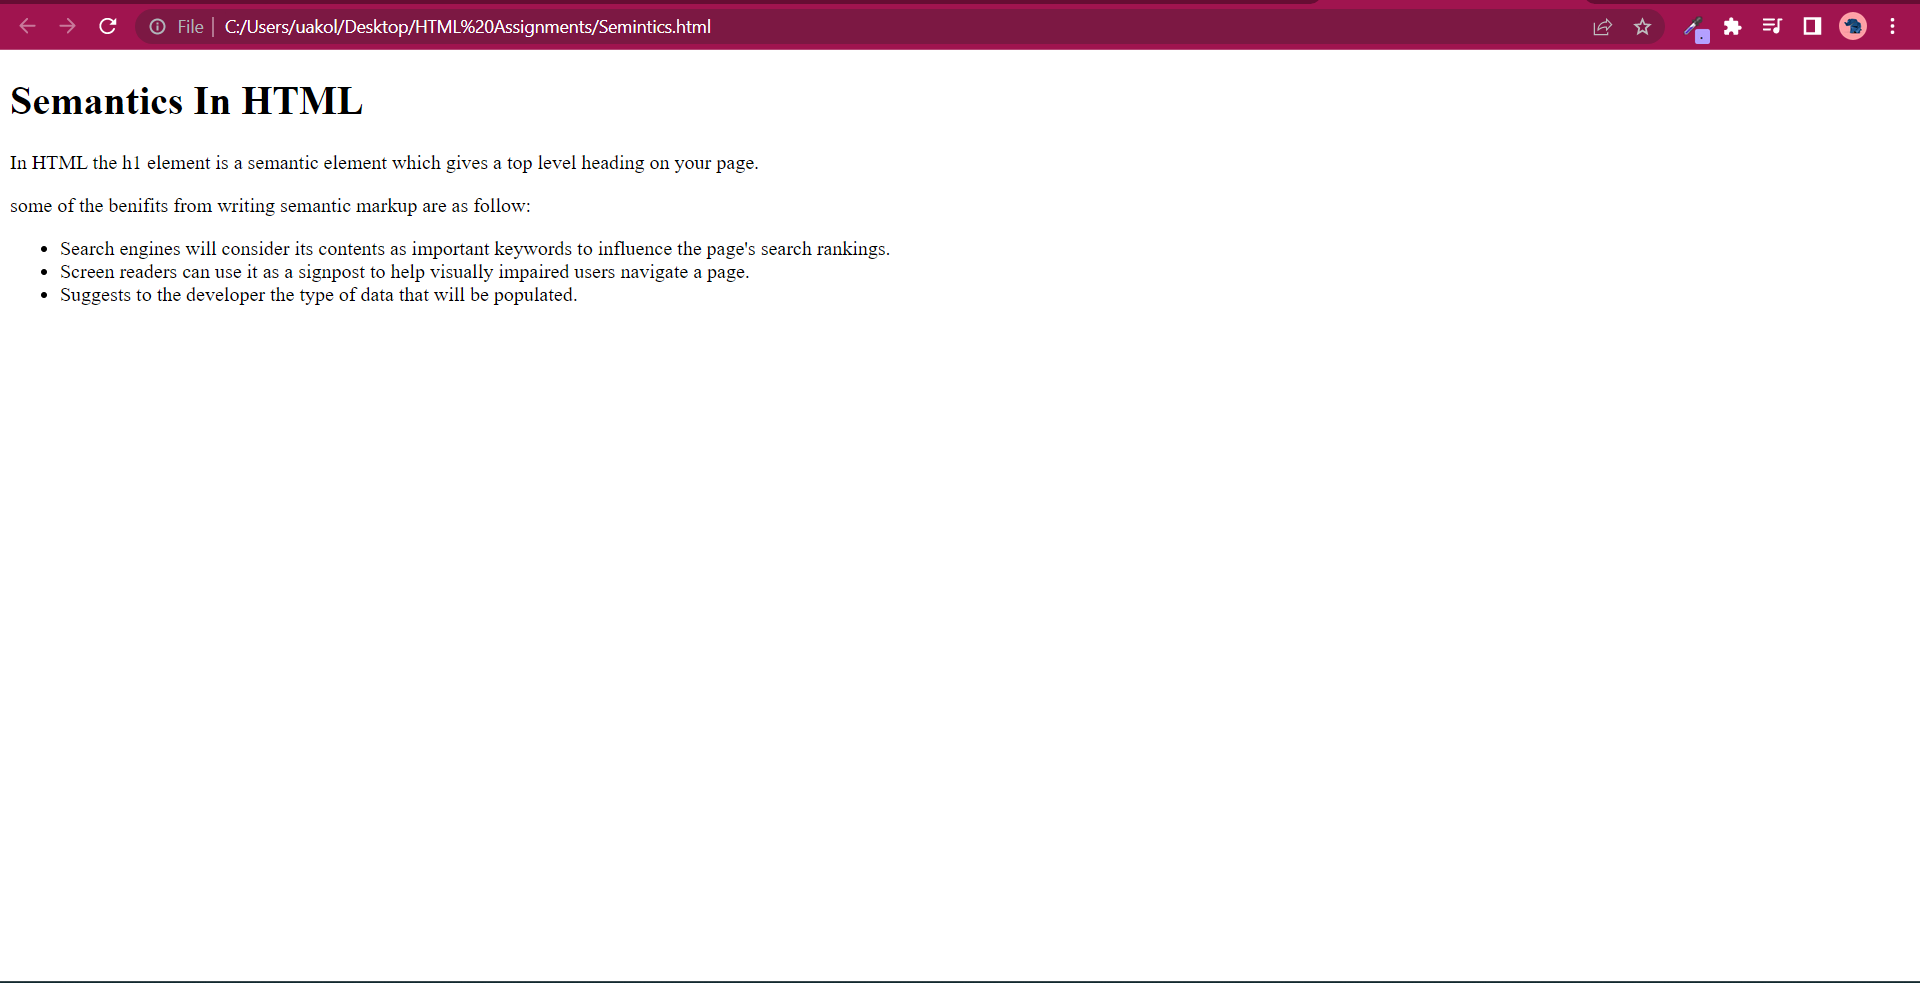 File | C:/Users/uakol/Desktop/HTML%20Assignments/Semintics.html
Semantics In HTML
In HTML the h1 element is a semantic element which gives a top level heading on your page.
some of the benifits from writing semantic markup are as follow:
• Search engines will consider its contents as important keywords to influence the page's search rankings.
• Screen readers can use it as a signpost to help visually impaired users navigate a page.
• Suggests to the developer the type of data that will be populated.